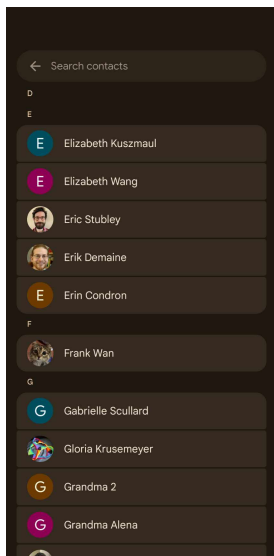 Search contacts
D
E
E
Elizabeth Kuszmaul
E
Elizabeth Wang
Eric Stubley
Erik Demaine
E
Erin Condron
F
Frank Wan
G
G
Gabrielle Scullard
Gloria Krusemeyer
G
Grandma 2
G
Grandma Alena